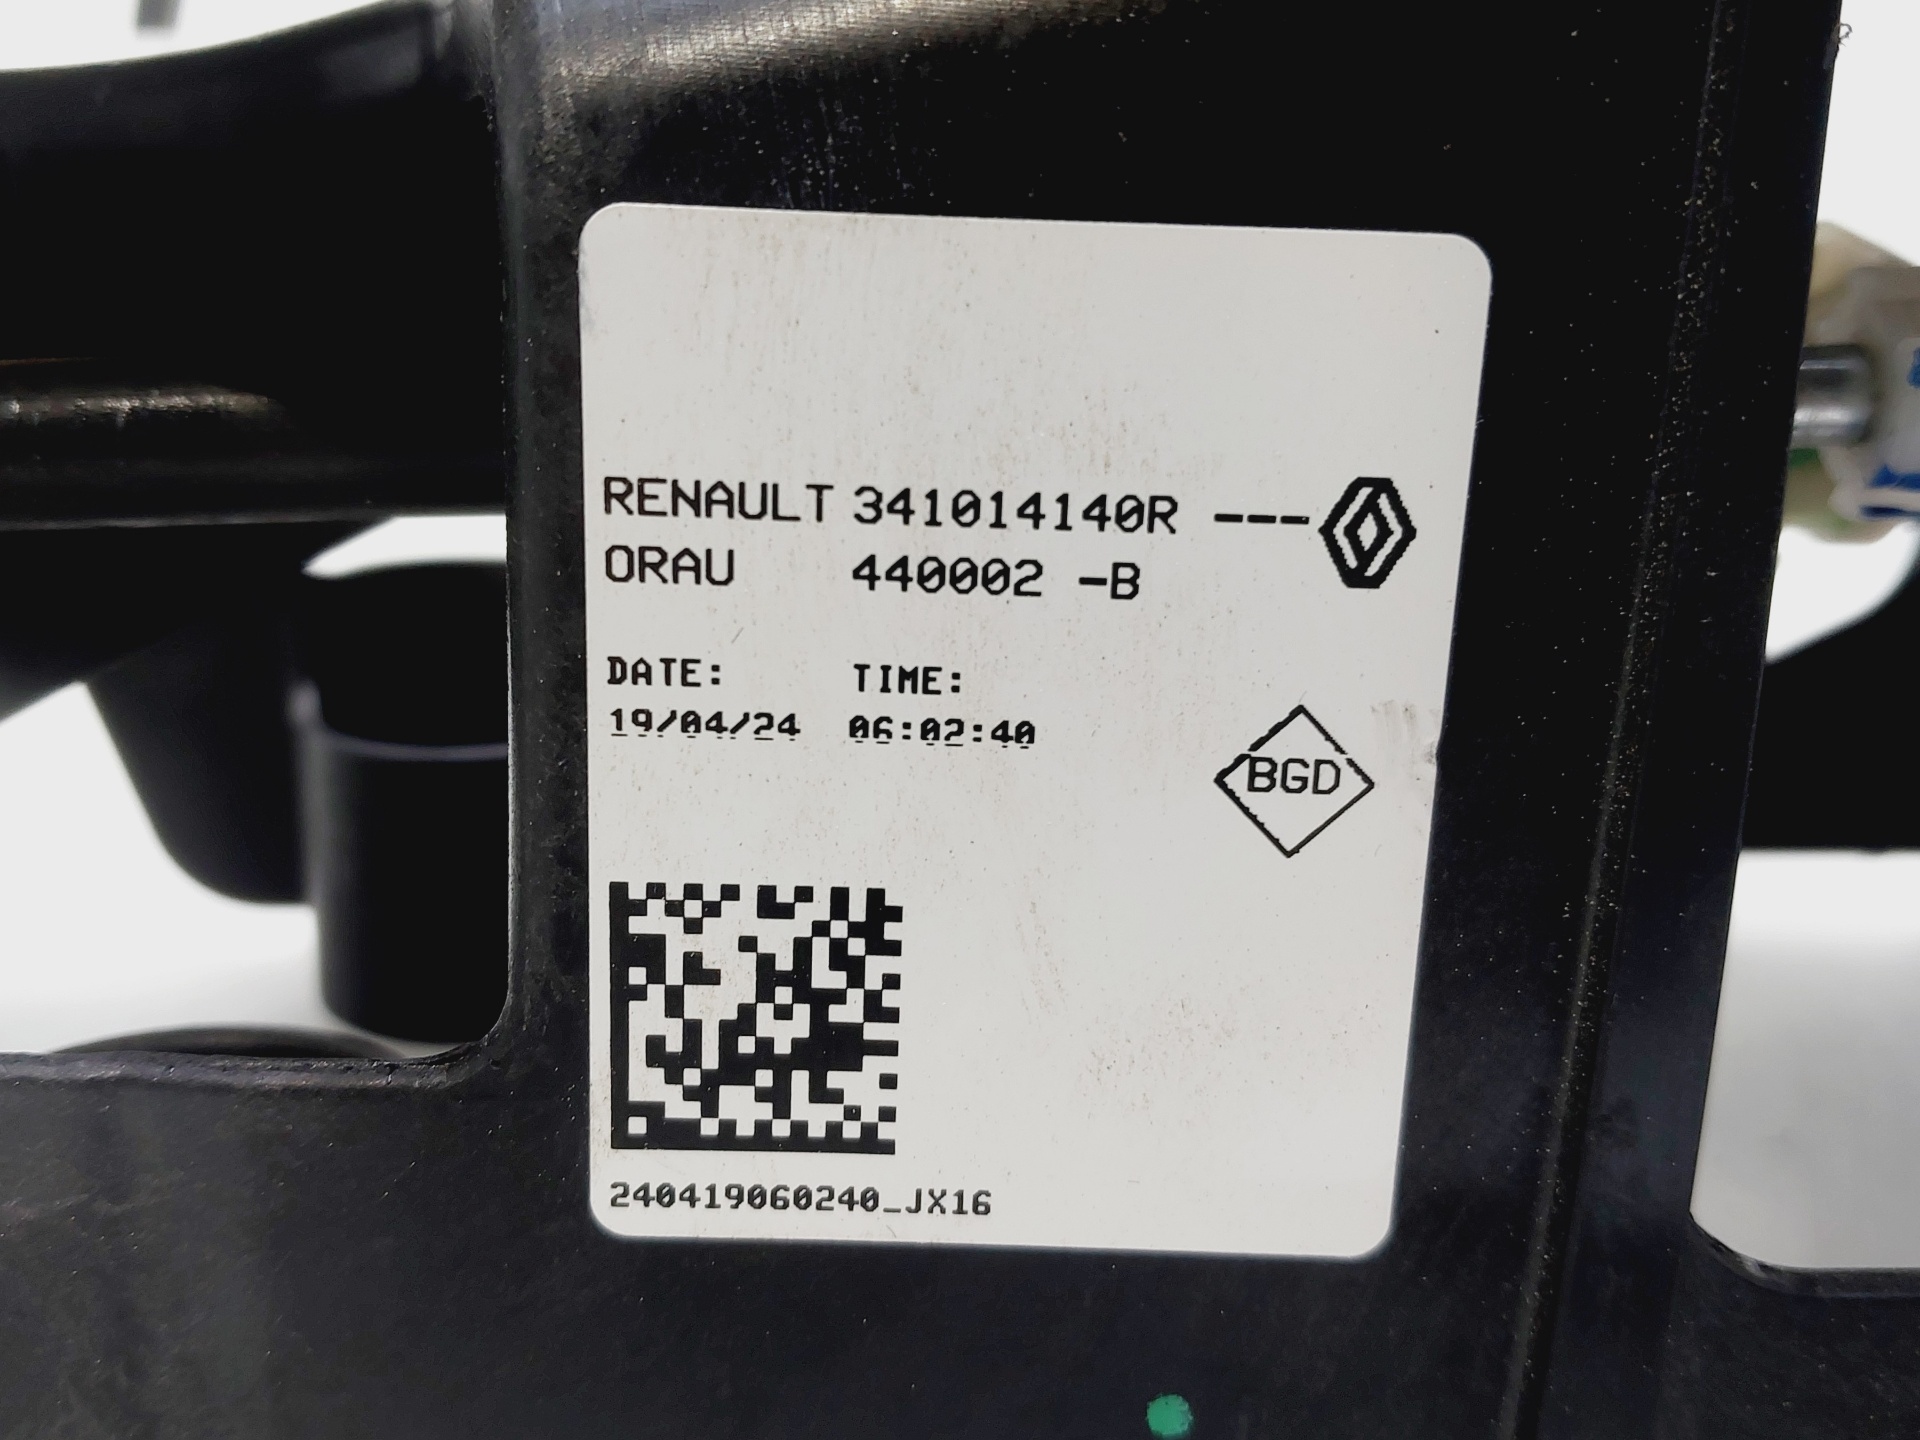 RENAULT 341014140R ---
ORAU 440002 -B
DATE: TIME:
19/04/24 06:02:40
BGD
240419060240_JX16